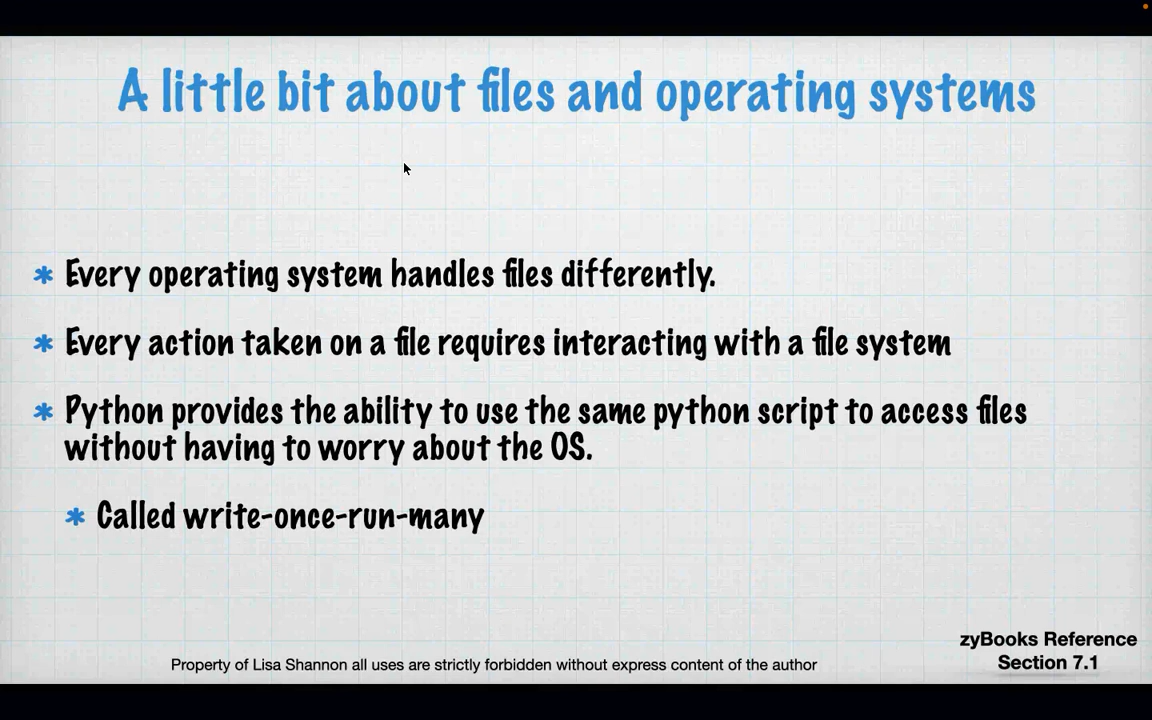 A little bit about files and operating systems
Every operating system handles files differently.
Every action taken on a file requires interacting with a file system
Python provides the ability to use the same python script to access files
without having to worry about the OS.
Called write-once-run-many
zyBooks Reference
Section 7.1
Property of Lisa Shannon all uses are strictly forbidden without express content of the author